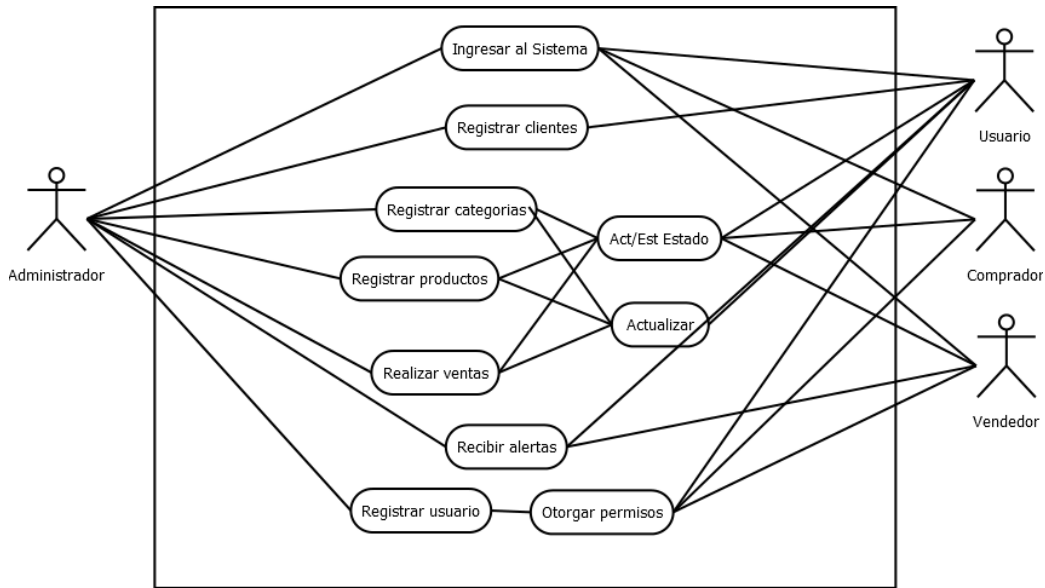 Ingresar al Sistema
Usuario
Registrar clientes
Administrador
Registrar categorias
Act/Est Estado
Comprador
Registrar productos
Actualizar
Realizar ventas
Vendedor
Recibir alertas
Registrar usuario
Otorgar permisos